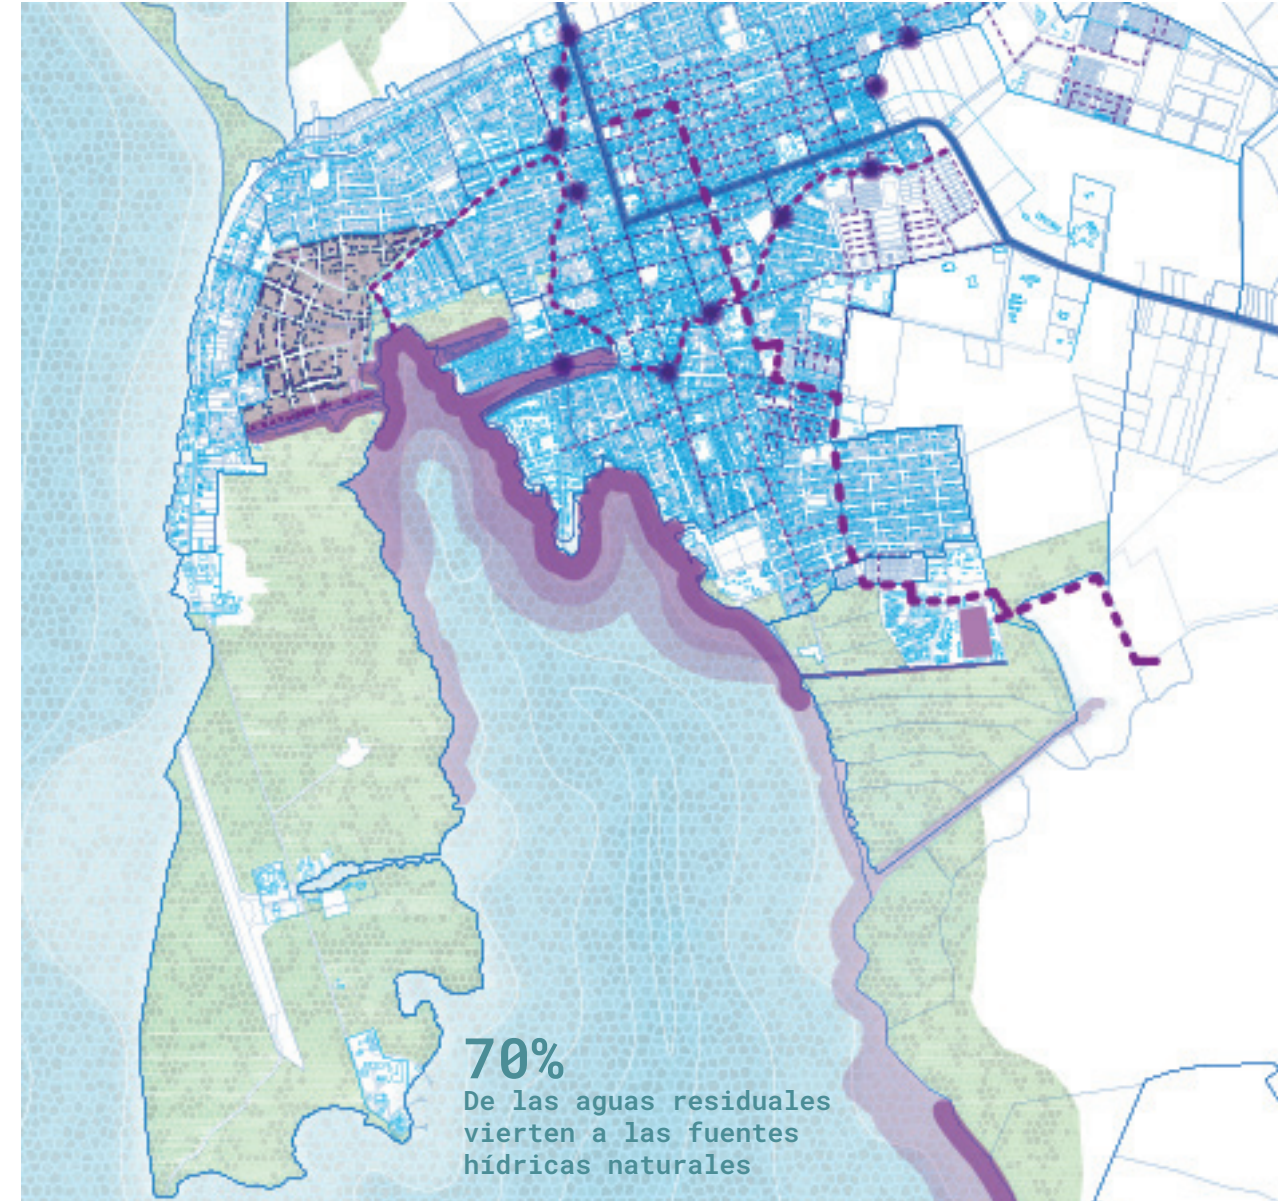 70%
De las aguas residuales
vierten a las fuentes
hídricas naturales